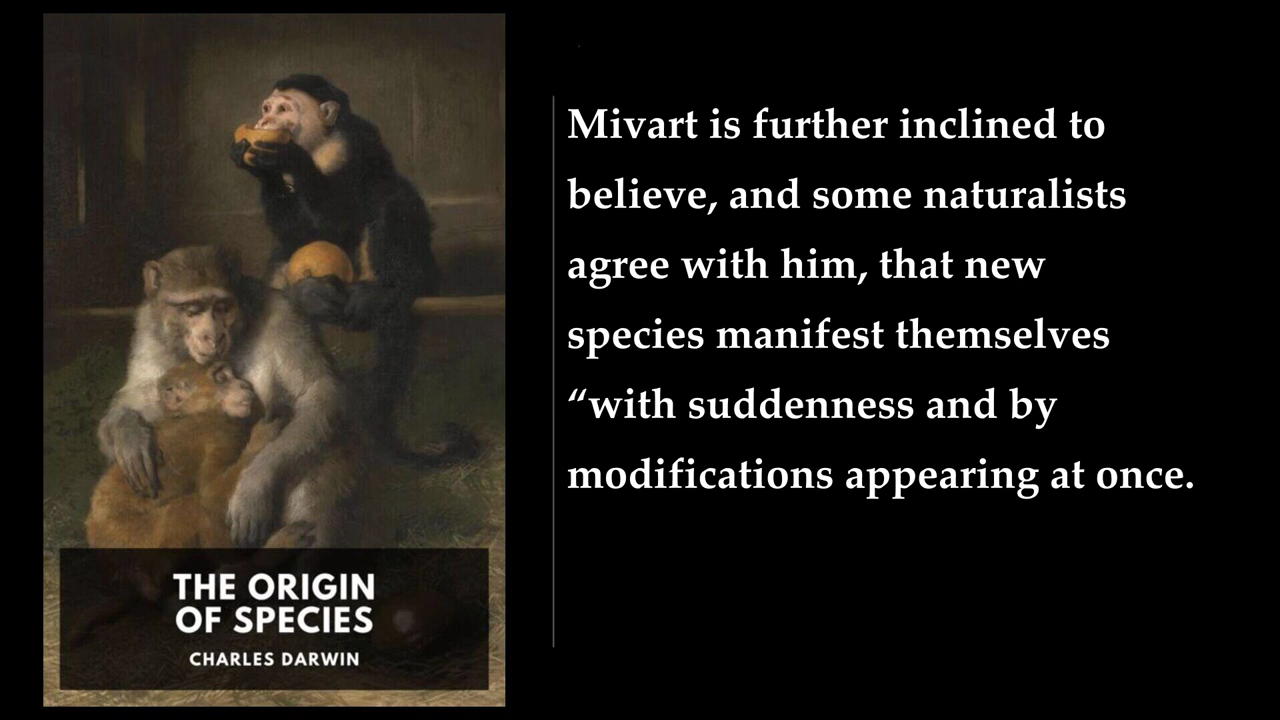 THE ORIGIN
OF SPECIES
CHARLES DARWIN
Mivart is further inclined to
believe, and some naturalists
agree with him, that new
species manifest themselves
“with suddenness and by
modifications appearing at once.